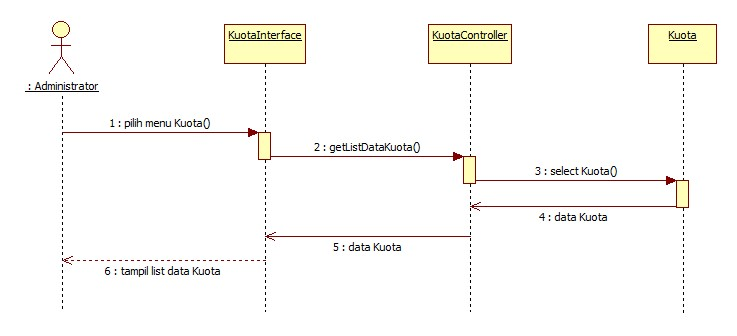 KuotaInterface
KuotaController
Kuota
: Administrator
1 : pilih menu Kuota()
2 : getListDataKuota()
3 : select Kuota()
4 : data Kuota
5 : data Kuota
6 : tampil list data Kuota